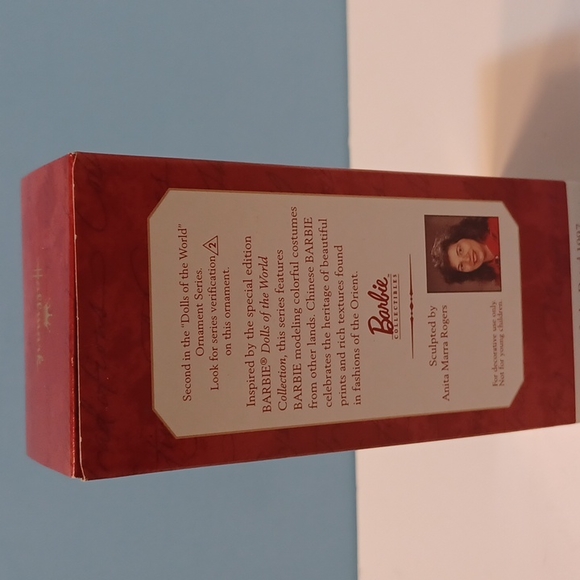 Hallmark
Second in the "Dolls of the World"
Ornament Series.
Look for series verification 2
on this ornament.
Inspired by the special edition
BARBIE® Dolls of the World
Collection, this series features
BARBIE modeling colorful costumes
from other lands. Chinese BARBIE
celebrates the heritage of beautiful
prints and rich textures found
in fashions of the Orient.
Barbie
COLLECTIBLES
Sculpted by
Anita Marra Rogers
For decorative use only.
Not for young children.